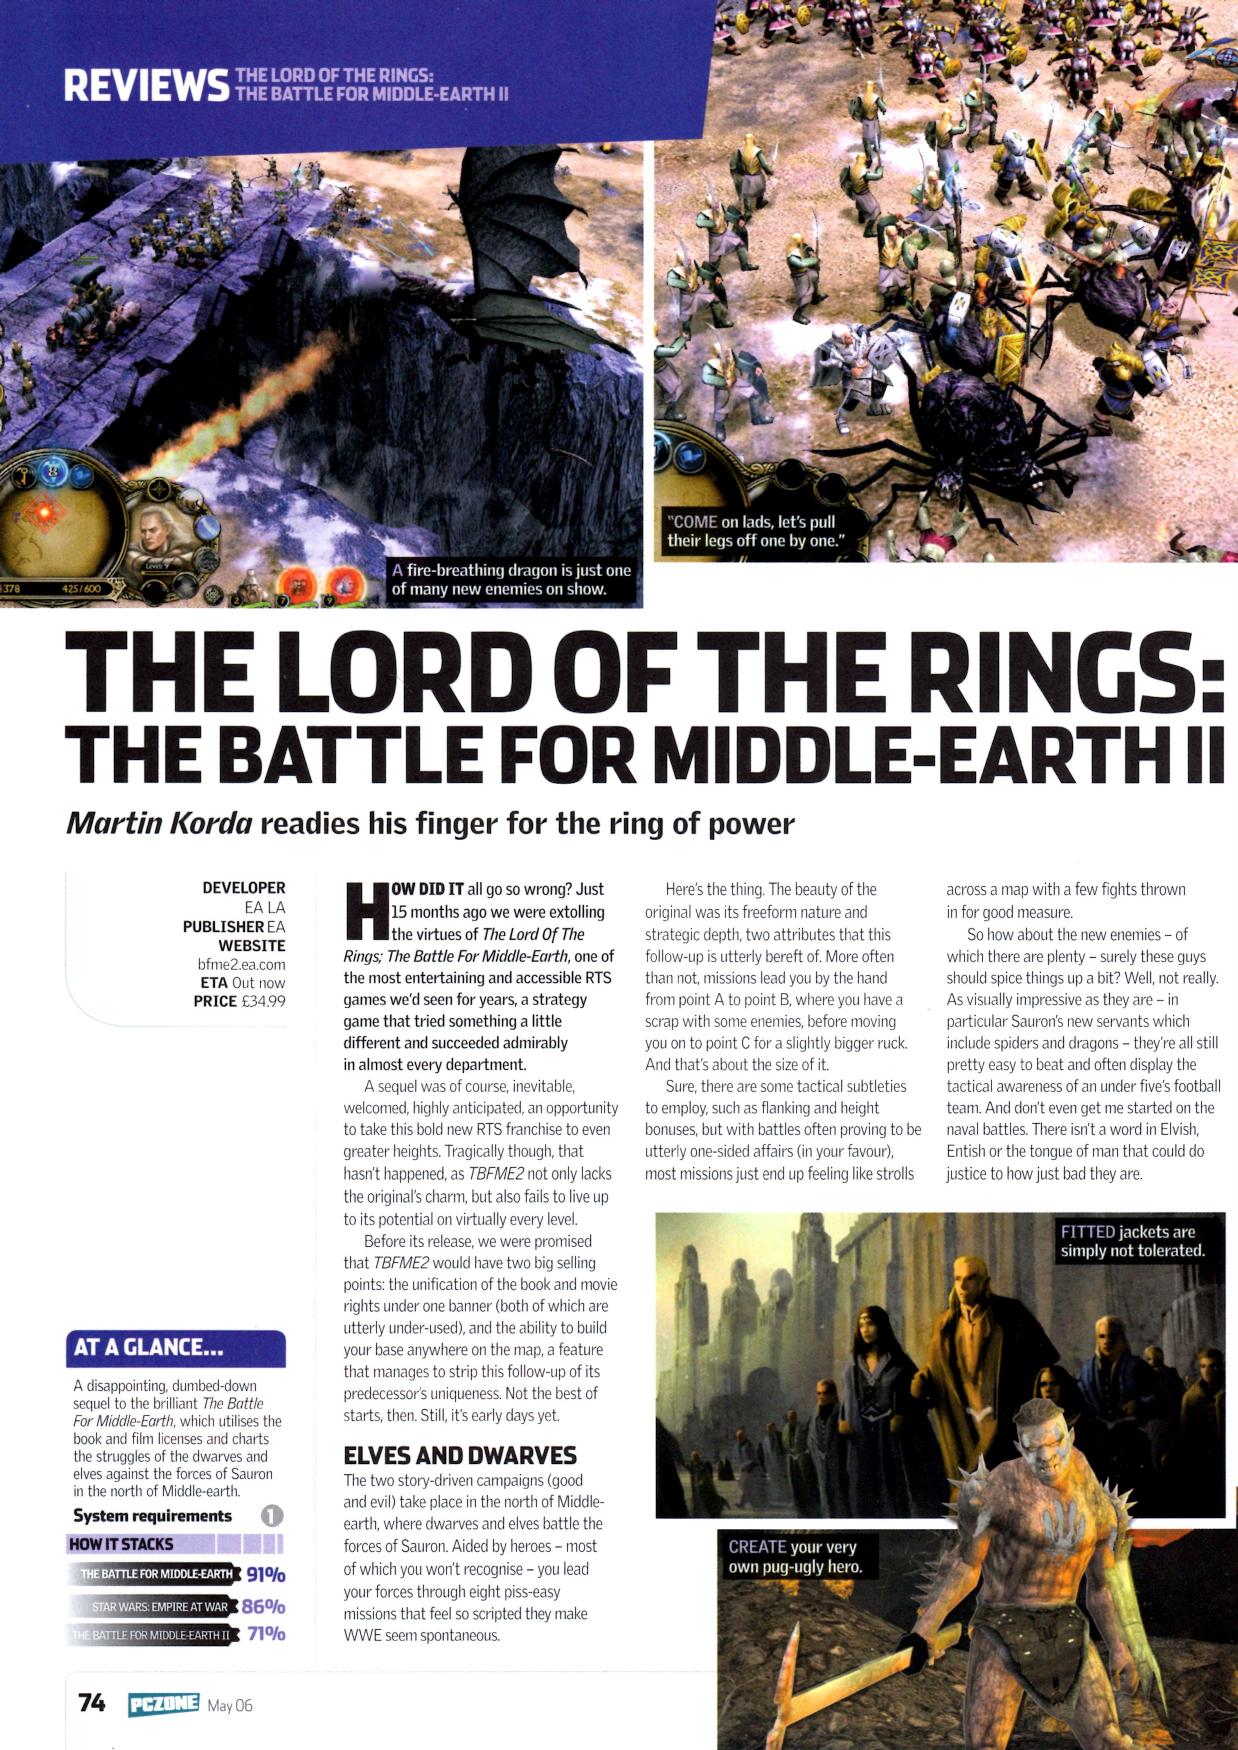 REVIEWS THE LORD OF THE RINGS:
THE BATTLE FOR MIDDLE-EARTH II
8
Level 9
378 425/600
2 7 9
A fire-breathing dragon is just one
of many new enemies on show.
"COME on lads, let's pull
their legs off one by one."
THE LORD OF THE RINGS:
THE BATTLE FOR MIDDLE-EARTH II
Martin Korda readies his finger for the ring of power
DEVELOPER
EA LA
PUBLISHER EA
WEBSITE
bfme2.ea.com
ETA Out now
PRICE £34.99
HOW DID IT all go so wrong? Just
15 months ago we were extolling
the virtues of The Lord Of The
Rings; The Battle For Middle-Earth, one of
the most entertaining and accessible RTS
games we'd seen for years, a strategy
game that tried something a little
different and succeeded admirably
in almost every department.
A sequel was of course, inevitable,
welcomed, highly anticipated, an opportunity
to take this bold new RTS franchise to even
greater heights. Tragically though, that
hasn't happened, as TBFME2 not only lacks
the original's charm, but also fails to live up
to its potential on virtually every level.
Before its release, we were promised
that TBFME2 would have two big selling
points: the unification of the book and movie
rights under one banner (both of which are
utterly under-used), and the ability to build
your base anywhere on the map, a feature
that manages to strip this follow-up of its
predecessor's uniqueness. Not the best of
starts, then. Still, it's early days yet.
ELVES AND DWARVES
The two story-driven campaigns (good
and evil) take place in the north of Middle-
earth, where dwarves and elves battle the
forces of Sauron. Aided by heroes – most
of which you won't recognise – you lead
your forces through eight piss-easy
missions that feel so scripted they make
WWE seem spontaneous.
Here's the thing. The beauty of the
original was its freeform nature and
strategic depth, two attributes that this
follow-up is utterly bereft of. More often
than not, missions lead you by the hand
from point A to point B, where you have a
scrap with some enemies, before moving
you on to point C for a slightly bigger ruck.
And that's about the size of it.
Sure, there are some tactical subtleties
to employ, such as flanking and height
bonuses, but with battles often proving to be
utterly one-sided affairs (in your favour),
most missions just end up feeling like strolls
across a map with a few fights thrown
in for good measure.
So how about the new enemies – of
which there are plenty – surely these guys
should spice things up a bit? Well, not really.
As visually impressive as they are – in
particular Sauron's new servants which
include spiders and dragons – they're all still
pretty easy to beat and often display the
tactical awareness of an under five's football
team. And don't even get me started on the
naval battles. There isn't a word in Elvish,
Entish or the tongue of man that could do
justice to how just bad they are.
FITTED jackets are
simply not tolerated.
CREATE your very
own pug-ugly hero.
AT A GLANCE...
A disappointing, dumbed-down
sequel to the brilliant The Battle
For Middle-Earth, which utilises the
book and film licenses and charts
the struggles of the dwarves and
elves against the forces of Sauron
in the north of Middle-earth.
System requirements 1
HOW IT STACKS
THE BATTLE FOR MIDDLE-EARTH 91%
STAR WARS: EMPIRE AT WAR 86%
THE BATTLE FOR MIDDLE-EARTH II 71%
74 PCZONE May 06